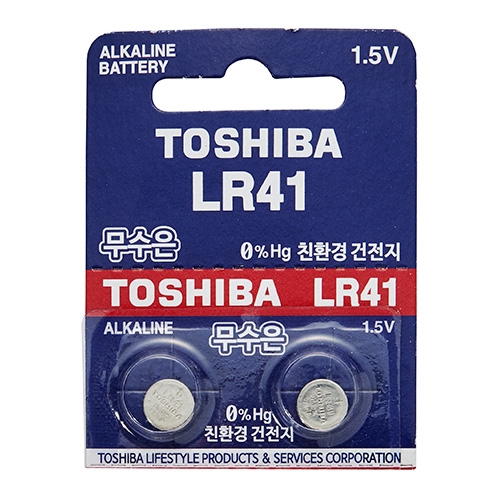 ALKALINE
BATTERY
1.5V
TOSHIBA
LR41
무수은
0%Hg 친환경 건전지
TOSHIBA LR41
ALKALINE
무수은
1.5V
0%Hg
친환경 건전지
TOSHIBA LIFESTYLE PRODUCTS & SERVICES CORPORATION